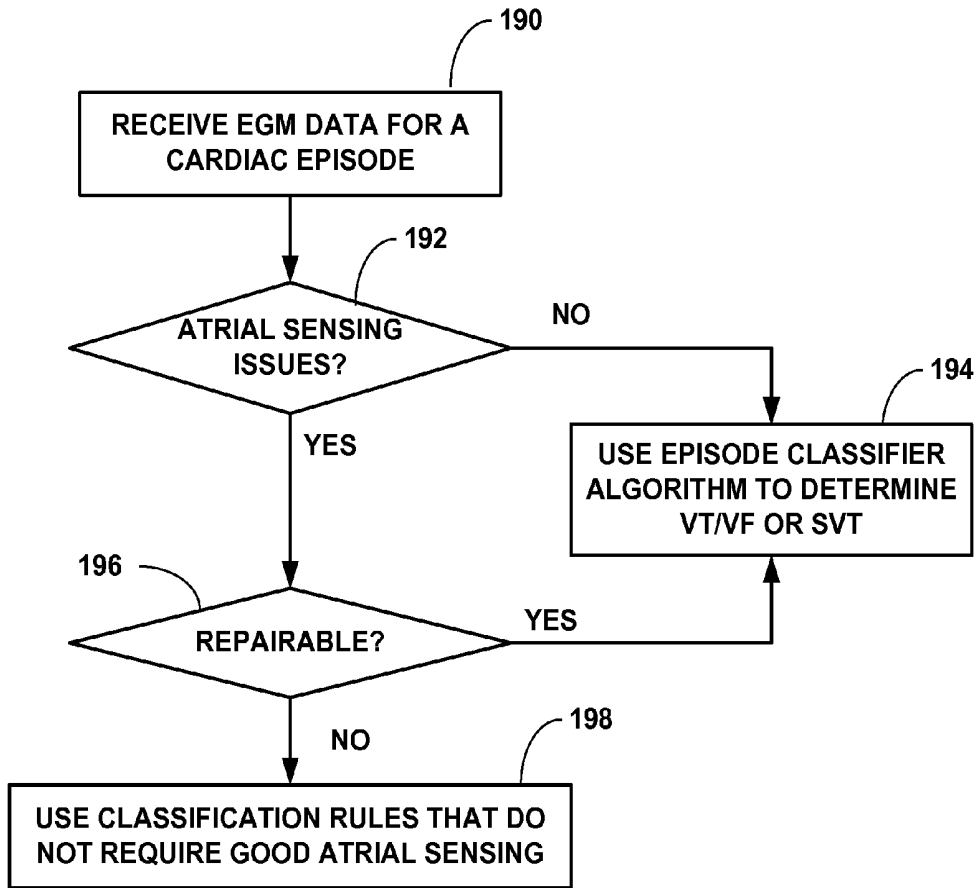 190
RECEIVE EGM DATA FOR A
CARDIAC EPISODE
192
ATRIAL SENSING
ISSUES?
NO
YES
194
USE EPISODE CLASSIFIER
ALGORITHM TO DETERMINE
VT/VF OR SVT
196
REPAIRABLE?
YES
NO
198
USE CLASSIFICATION RULES THAT DO
NOT REQUIRE GOOD ATRIAL SENSING